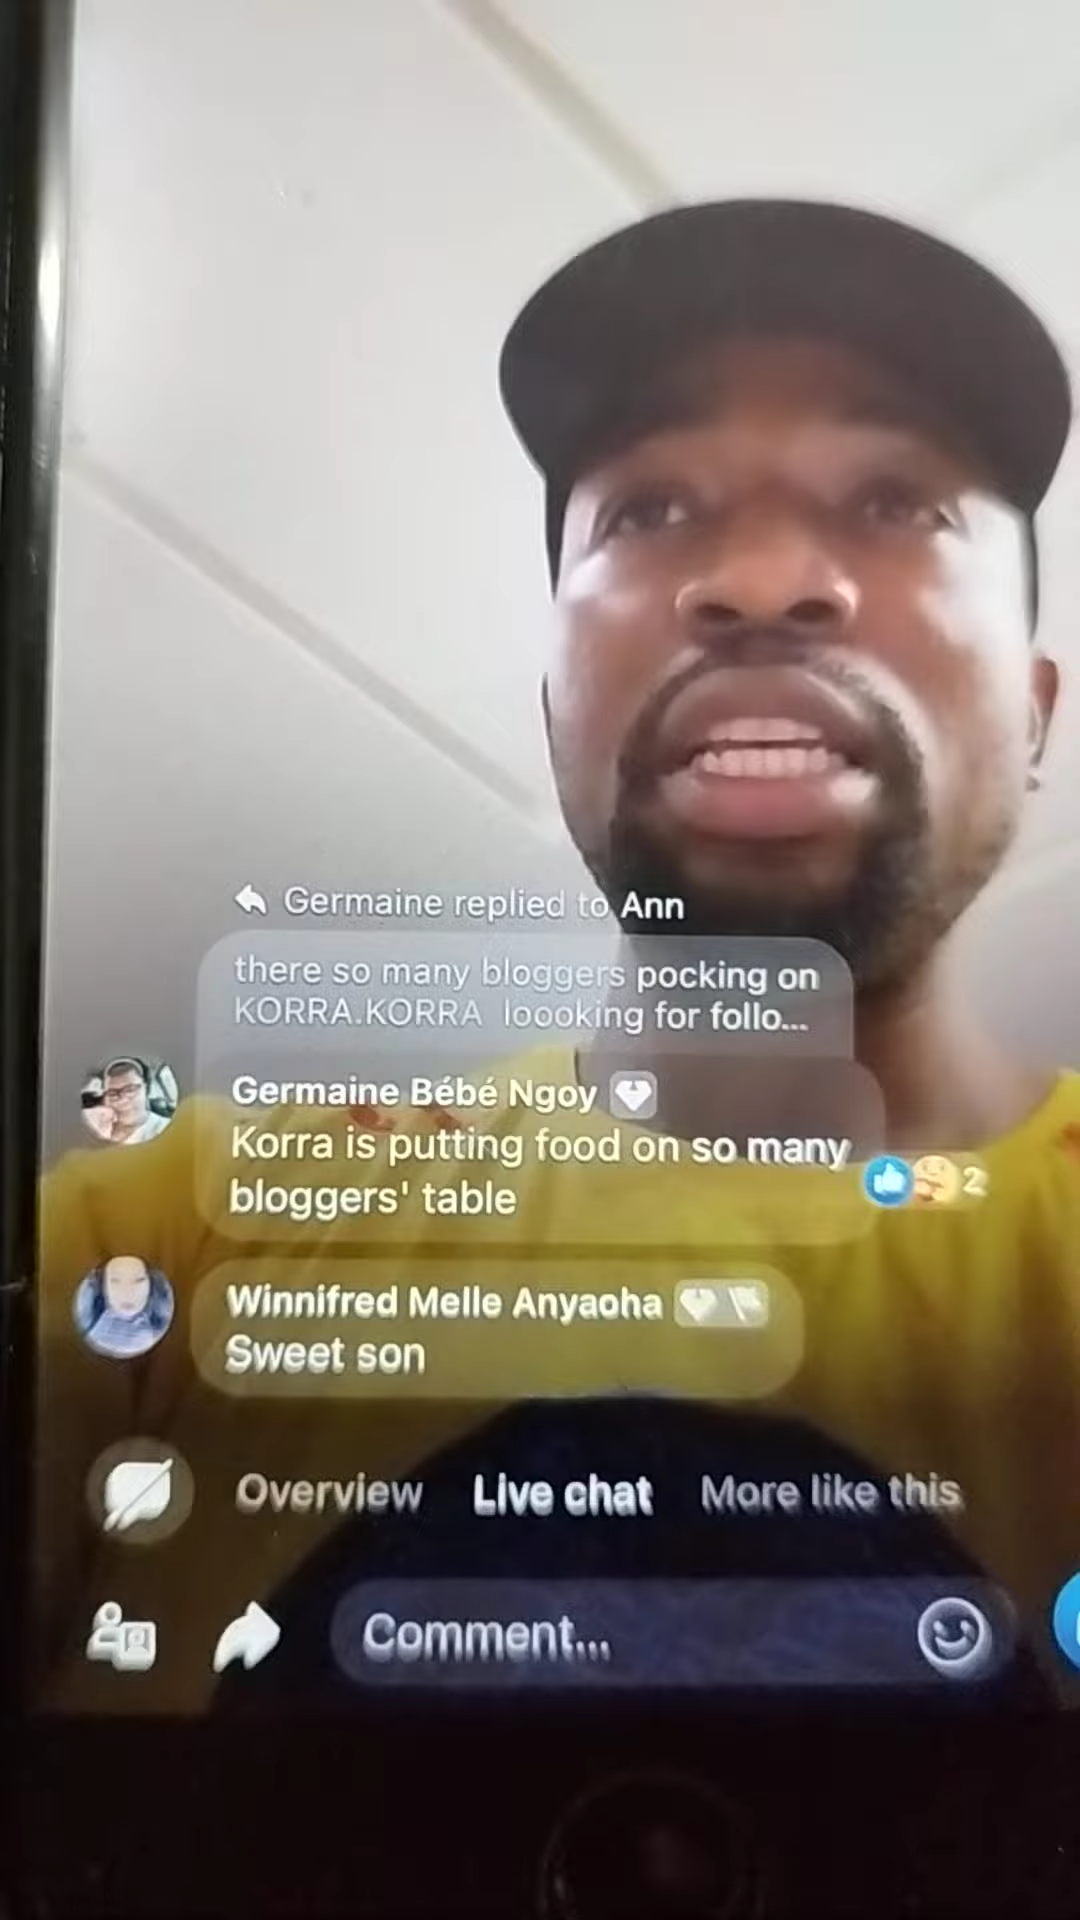 Germaine replied to Ann
there so many bloggers pocking on
KORRA.KORRA loooking for follo...
Germaine Bébé Ngoy
Korra is putting food on so many
bloggers' table
2
Winnifred Melle Anyaoha
Sweet son
Overview Live chat More like this
Comment...